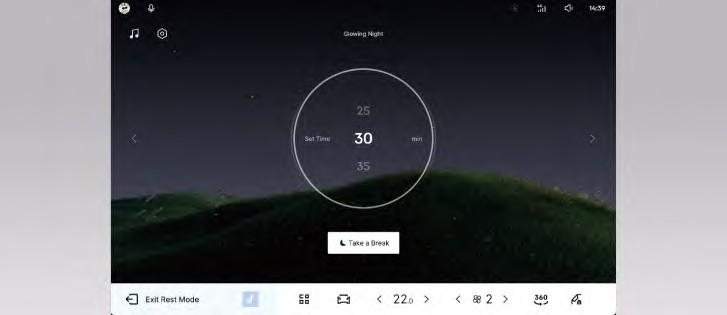 14:39
Glowing Night
25
Set Time 30 min
35
Take a Break
Exit Rest Mode
22.0
2
360